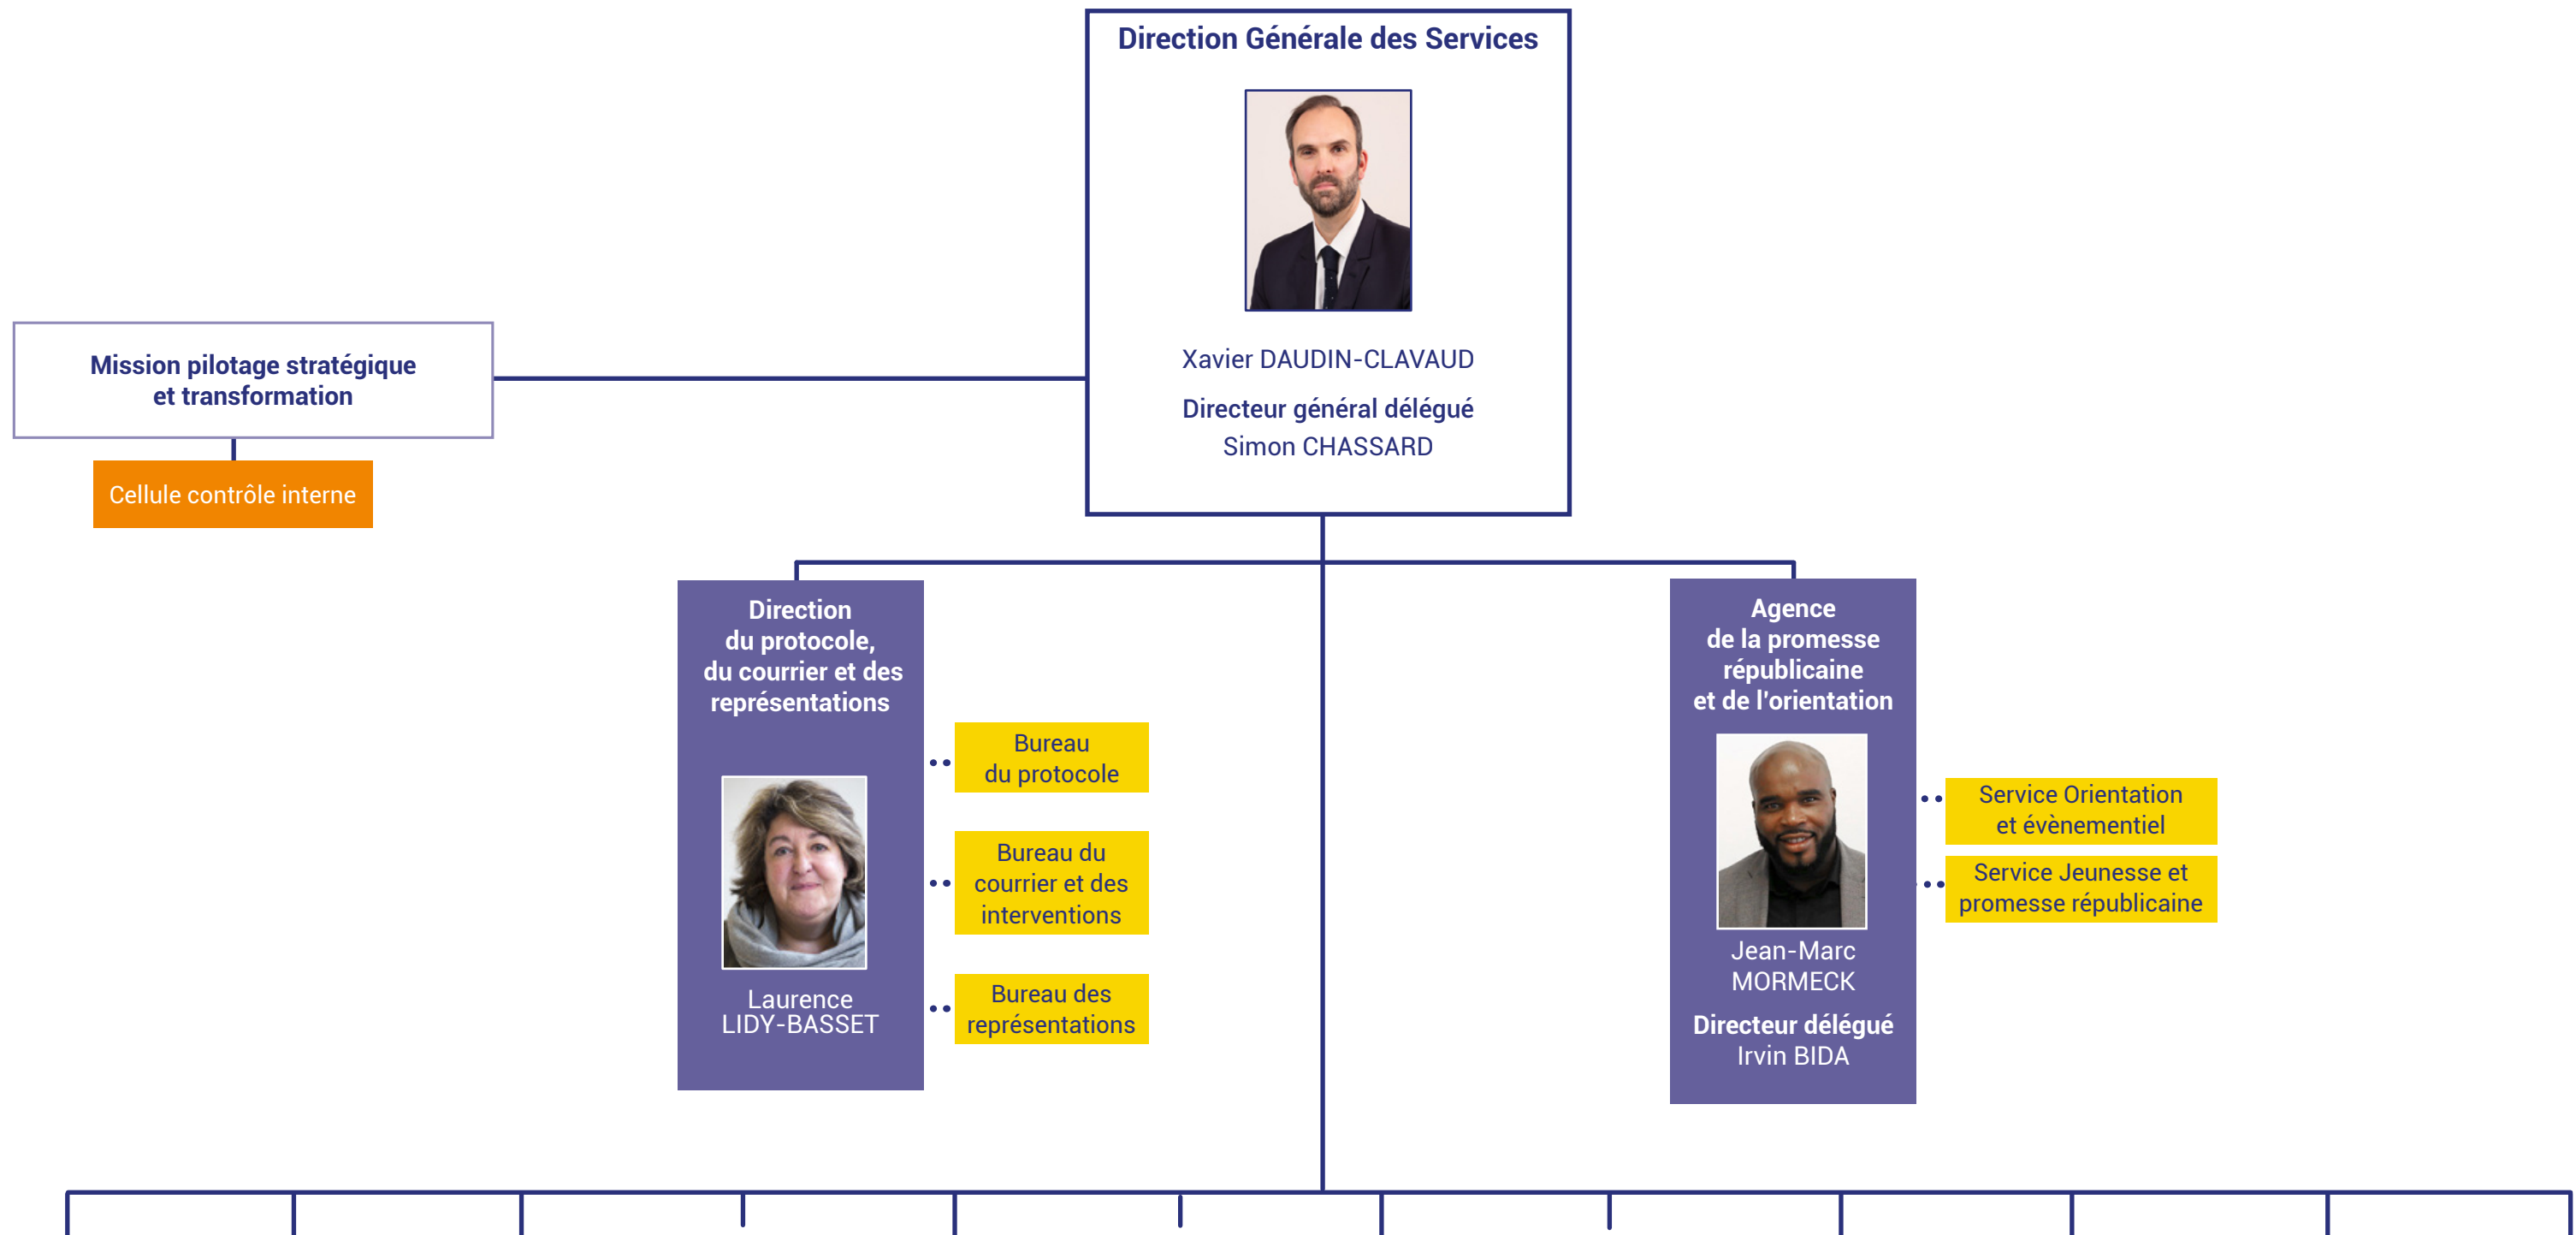 Direction Générale des Services
Xavier DAUDIN-CLAVAUD
Directeur général délégué
Simon CHASSARD
Mission pilotage stratégique
et transformation
Cellule contrôle interne
Direction
du protocole,
du courrier et des
représentations
Laurence
LIDY-BASSET
Bureau
du protocole
Bureau du
courrier et des
interventions
Bureau des
représentations
Agence
de la promesse
républicaine
et de l'orientation
Jean-Marc
MORMECK
Directeur délégué
Irvin BIDA
Service Orientation
et évènementiel
Service Jeunesse et
promesse républicaine